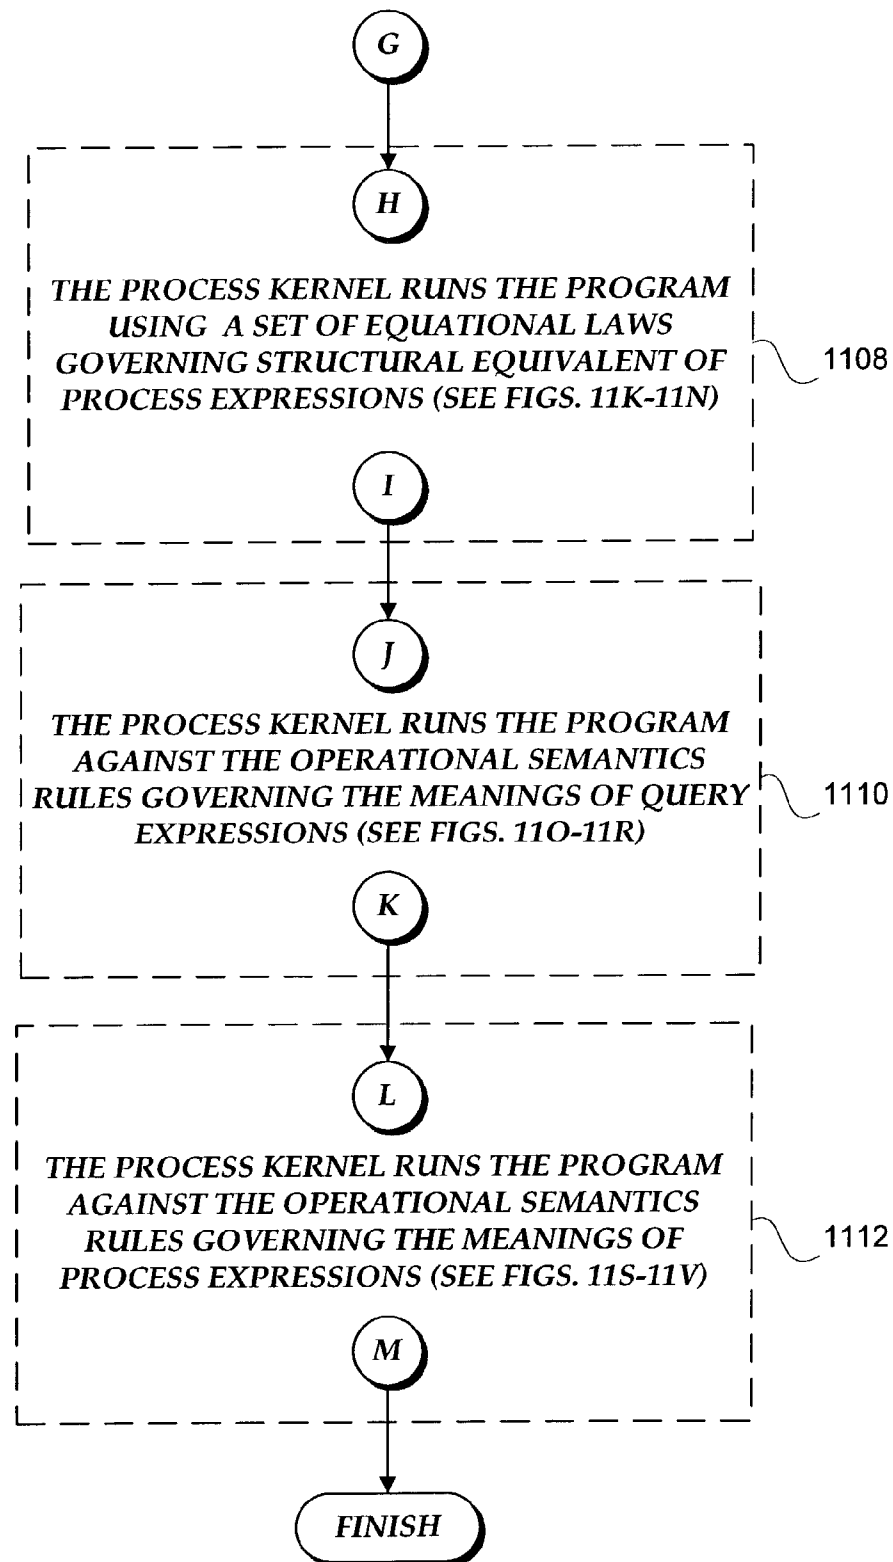 G
H
THE PROCESS KERNEL RUNS THE PROGRAM
USING A SET OF EQUATIONAL LAWS
GOVERNING STRUCTURAL EQUIVALENT OF
PROCESS EXPRESSIONS (SEE FIGS. 11K-11N)
1108
I
J
THE PROCESS KERNEL RUNS THE PROGRAM
AGAINST THE OPERATIONAL SEMANTICS
RULES GOVERNING THE MEANINGS OF QUERY
EXPRESSIONS (SEE FIGS. 11O-11R)
1110
K
L
THE PROCESS KERNEL RUNS THE PROGRAM
AGAINST THE OPERATIONAL SEMANTICS
RULES GOVERNING THE MEANINGS OF
PROCESS EXPRESSIONS (SEE FIGS. 11S-11V)
1112
M
FINISH